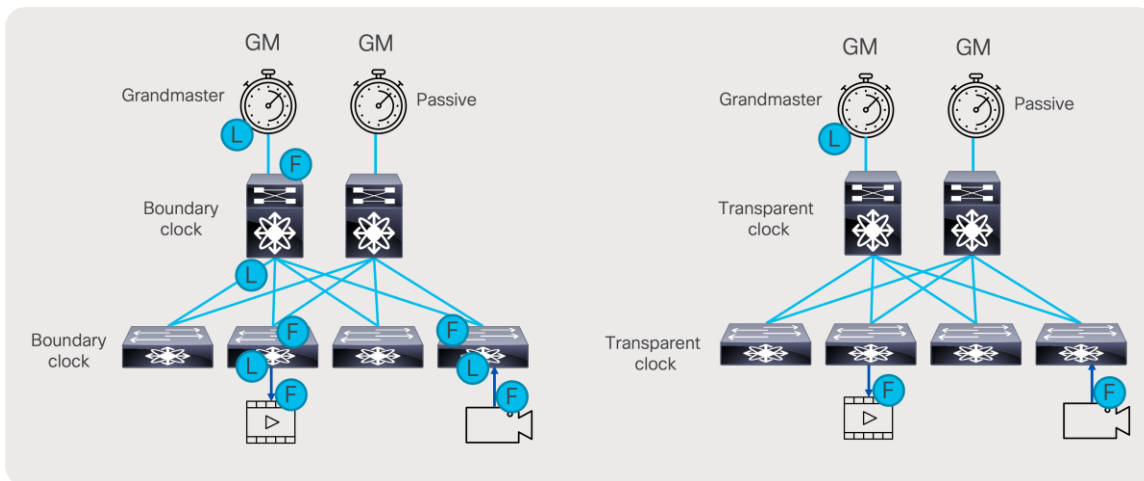 GM
GM
Grandmaster
Passive
L
F
Boundary
clock
L
Boundary
clock
F
F
L
L
F
F
GM
GM
Grandmaster
Passive
L
Transparent
clock
Transparent
clock
F
F